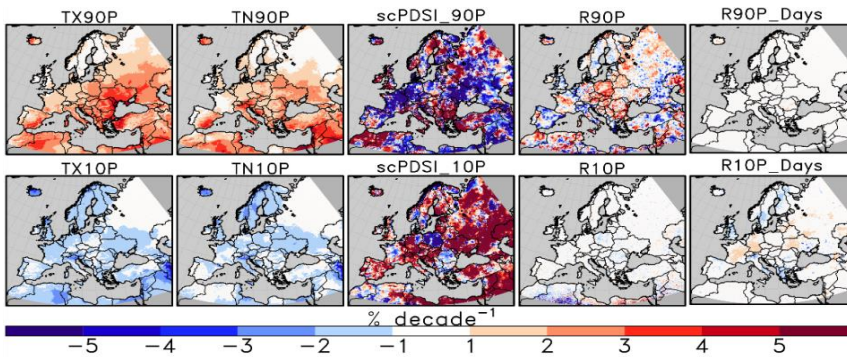 TX90P TN90P scPDSI_90P R90P R90P_Days
TX10P TN10P scPDSI_10P R10P R10P_Days
% decade⁻¹
-5 -4 -3 -2 -1 1 2 3 4 5